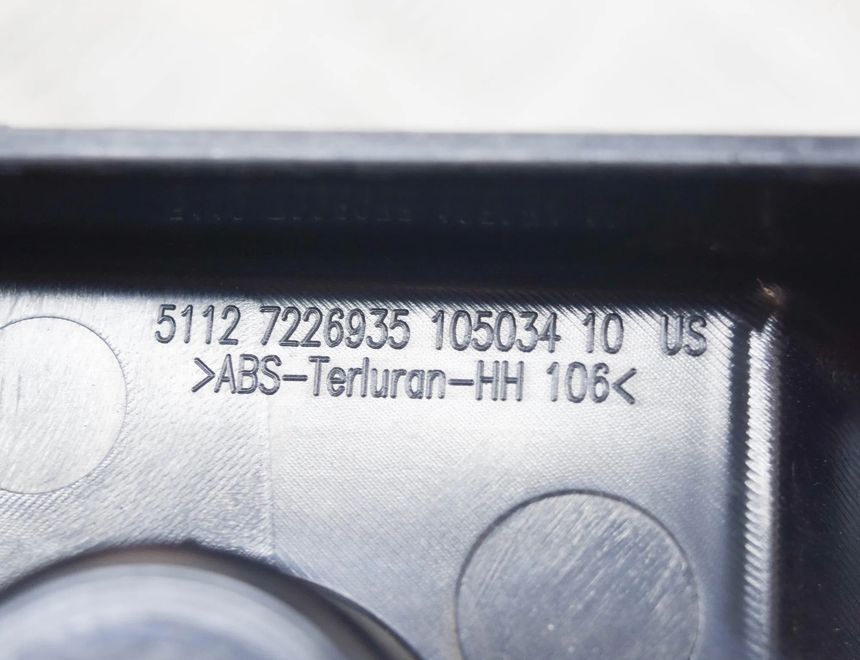 5112 7226935 105034 10 US
>ABS-Terluran-HH 106<